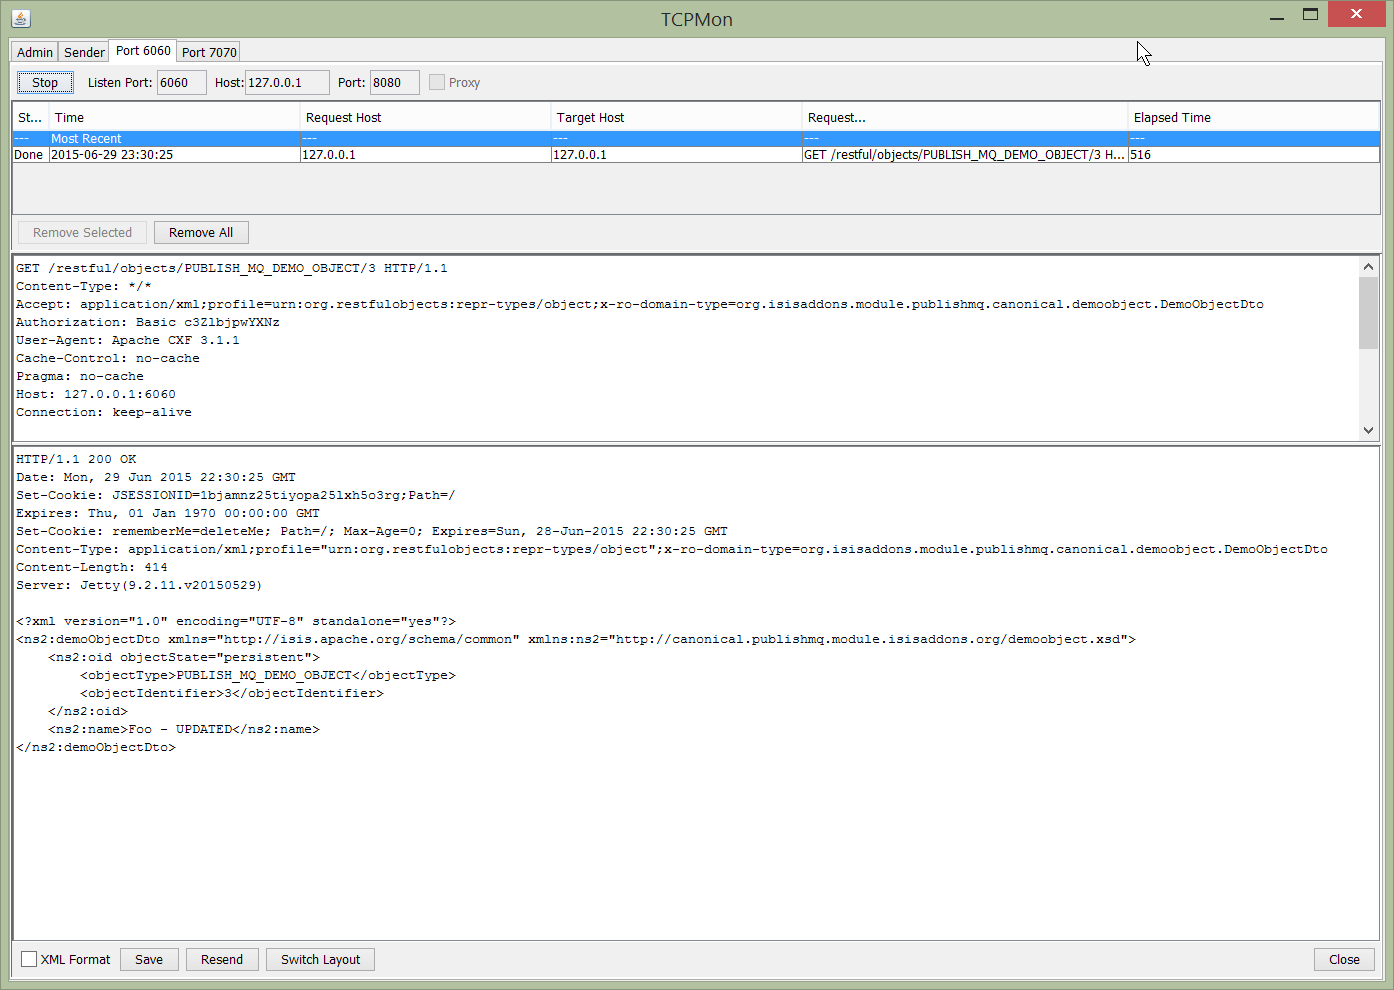 TCPMon
Admin Sender Port 6060 Port 7070
Stop Listen Port: 6060 Host: 127.0.0.1 Port: 8080 Proxy
St... Time Request Host Target Host Request... Elapsed Time
--- Most Recent --- --- --- ---
Done 2015-06-29 23:30:25 127.0.0.1 127.0.0.1 GET /restful/objects/PUBLISH_MQ_DEMO_OBJECT/3 H... 516
Remove Selected Remove All
GET /restful/objects/PUBLISH_MQ_DEMO_OBJECT/3 HTTP/1.1
Content-Type: */*
Accept: application/xml;profile=urn:org.restfulobjects:repr-types/object;x-ro-domain-type=org.isisaddons.module.publishmq.canonical.demoobject.DemoObjectDto
Authorization: Basic c3ZlbjpwYXNz
User-Agent: Apache CXF 3.1.1
Cache-Control: no-cache
Pragma: no-cache
Host: 127.0.0.1:6060
Connection: keep-alive
HTTP/1.1 200 OK
Date: Mon, 29 Jun 2015 22:30:25 GMT
Set-Cookie: JSESSIONID=1bjamnz25tiyopa25lxh5o3rg;Path=/
Expires: Thu, 01 Jan 1970 00:00:00 GMT
Set-Cookie: rememberMe=deleteMe; Path=/; Max-Age=0; Expires=Sun, 28-Jun-2015 22:30:25 GMT
Content-Type: application/xml;profile="urn:org.restfulobjects:repr-types/object";x-ro-domain-type=org.isisaddons.module.publishmq.canonical.demoobject.DemoObjectDto
Content-Length: 414
Server: Jetty(9.2.11.v20150529)
<?xml version="1.0" encoding="UTF-8" standalone="yes"?>
<ns2:demoObjectDto xmlns="http://isis.apache.org/schema/common" xmlns:ns2="http://canonical.publishmq.module.isisaddons.org/demoobject.xsd">
<ns2:oid objectState="persistent">
<objectType>PUBLISH_MQ_DEMO_OBJECT</objectType>
<objectIdentifier>3</objectIdentifier>
</ns2:oid>
<ns2:name>Foo - UPDATED</ns2:name>
</ns2:demoObjectDto>
XML Format Save Resend Switch Layout Close